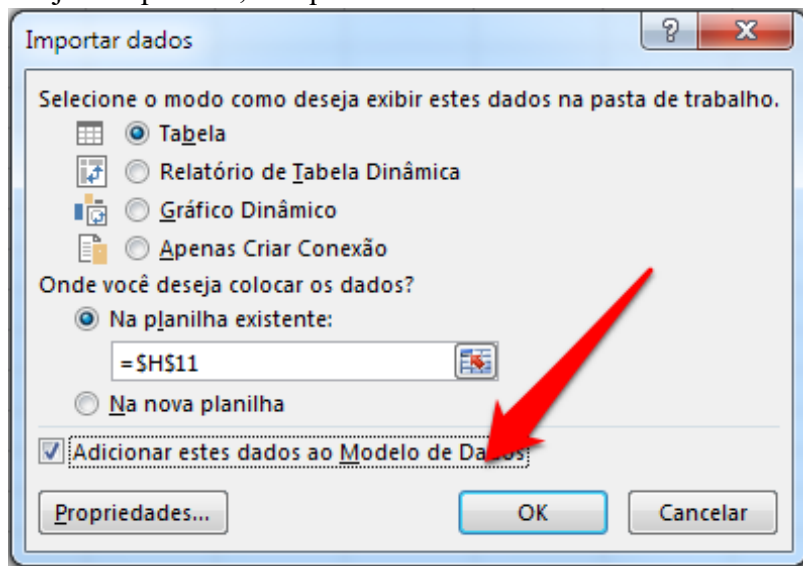 Importar dados
Selecione o modo como deseja exibir estes dados na pasta de trabalho.
Tabela
Relatório de Tabela Dinâmica
Gráfico Dinâmico
Apenas Criar Conexão
Onde você deseja colocar os dados?
Na planilha existente:
=$H$11
Na nova planilha
Adicionar estes dados ao Modelo de Dados
Propriedades... OK Cancelar